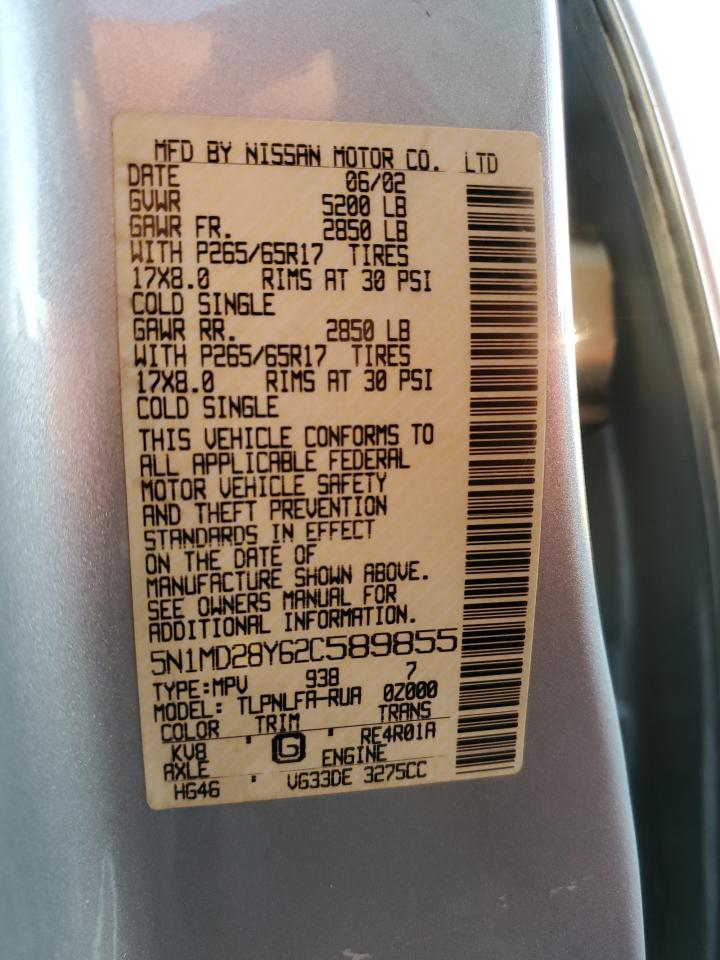 MFD BY NISSAN MOTOR CO. LTD
DATE 06/02
GVWR 5200 LB
GAWR FR. 2850 LB
WITH P265/65R17 TIRES
17X8.0 RIMS AT 30 PSI
COLD SINGLE
GAWR RR. 2850 LB
WITH P265/65R17 TIRES
17X8.0 RIMS AT 30 PSI
COLD SINGLE
THIS VEHICLE CONFORMS TO
ALL APPLICABLE FEDERAL
MOTOR VEHICLE SAFETY
AND THEFT PREVENTION
STANDARDS IN EFFECT
ON THE DATE OF
MANUFACTURE SHOWN ABOVE.
SEE OWNERS MANUAL FOR
ADDITIONAL INFORMATION.
5N1MD28Y62C589855
TYPE:MPV 938 7
MODEL: TLPNLFA-RUA 0Z000
COLOR TRIM TRANS
KV8 G RE4R01A
AXLE ENGINE
HG46 VG33DE 3275CC